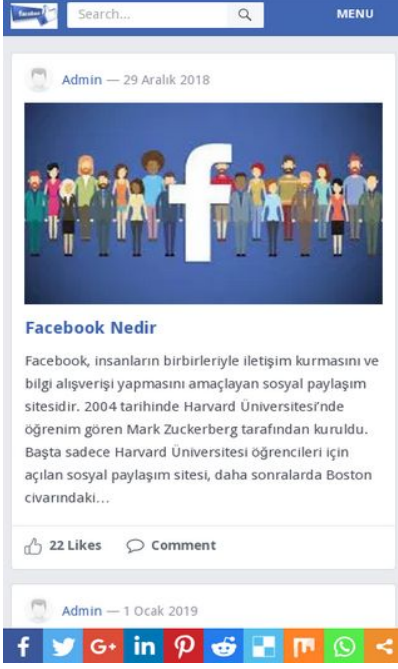 Search...
MENU
Admin — 29 Aralık 2018
Facebook Nedir
Facebook, insanların birbirleriyle iletişim kurmasını ve
bilgi alışverişi yapmasını amaçlayan sosyal paylaşım
sitesidir. 2004 tarihinde Harvard Üniversitesi’nde
öğrenim gören Mark Zuckerberg tarafından kuruldu.
Başta sadece Harvard Üniversitesi öğrencileri için
açılan sosyal paylaşım sitesi, daha sonralarda Boston
civarındaki…
22 Likes
Comment
Admin — 1 Ocak 2019